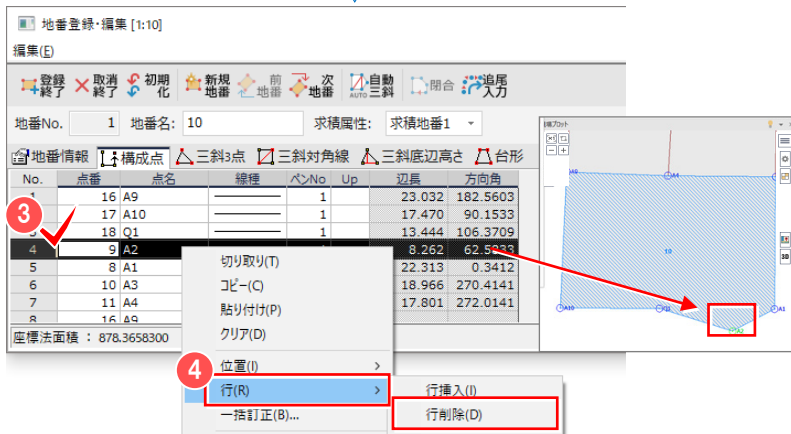 地番登録・編集 [1:10]
編集(E)
登録終了 取消終了 初期化 新規地番 前地番 次地番 AUTO 自動三斜 閉合 追尾入力
地番No. 1 地番名: 10 求積属性: 求積地番1
地番情報 構成点 三斜3点 三斜対角線 三斜底辺高さ 台形
No. 点番 点名 線種 ペンNo Up 辺長 方向角
1 16 A9 1 23.032 182.5603
17 A10 1 17.470 90.1533
18 Q1 1 13.444 106.3709
4 9 A2 8.262
5 8 A1 22.313 0.3412
6 10 A3 18.966 270.4141
7 11 A4 17.801 272.0141
8 16 A9
座標法面積 : 878.3658300
3
切り取り(T)
コピー(C)
貼り付け(P)
クリア(D)
位置(I) >
4
行(R) >
一括訂正(B)...
行挿入(I)
行削除(D)
A9
A4
10
A10
Q1
A1
A2
3D